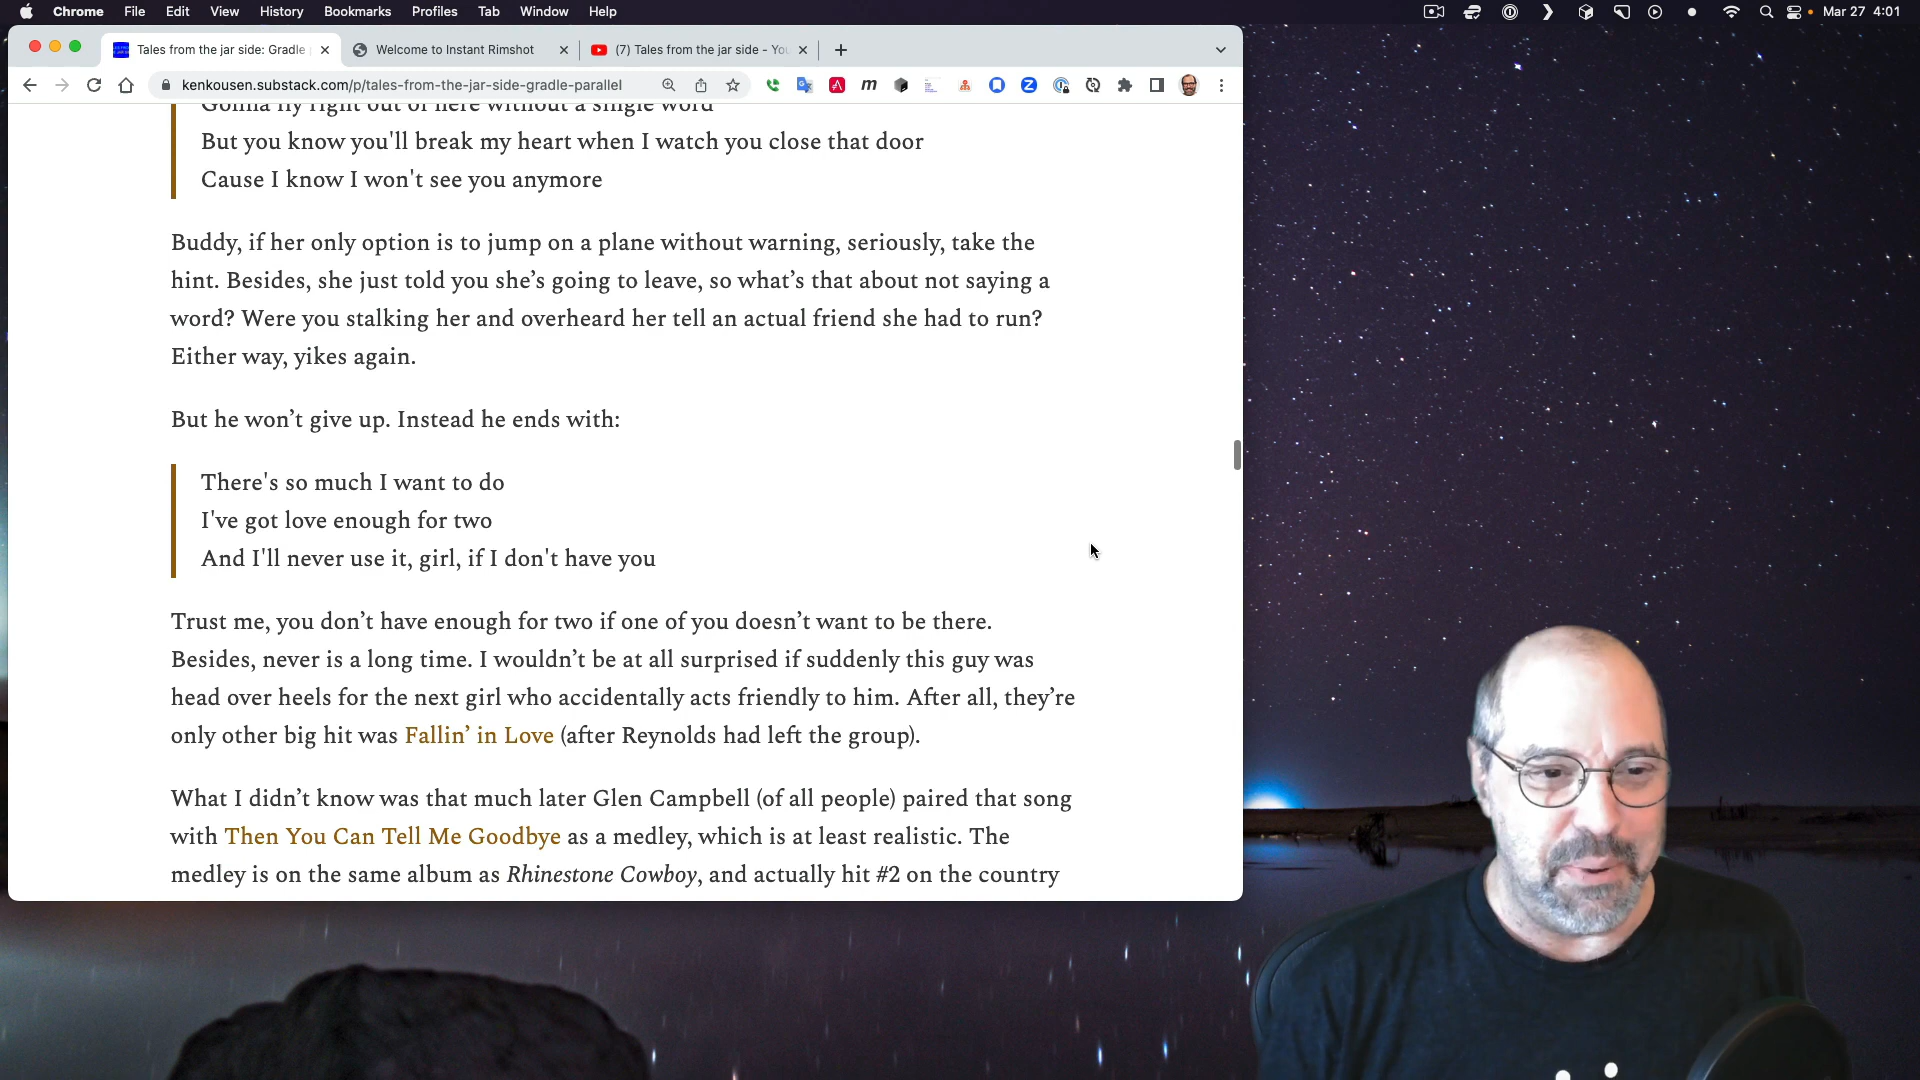 Chrome File Edit View History Bookmarks Profiles Tab Window Help
Mar 27 4:01
Tales from the jar side: Gradle
Welcome to Instant Rimshot
(7) Tales from the jar side - You
kenkousen.substack.com/p/tales-from-the-jar-side-gradle-parallel
Gonna fly right out of here without a single word
But you know you'll break my heart when I watch you close that door
Cause I know I won't see you anymore
Buddy, if her only option is to jump on a plane without warning, seriously, take the
hint. Besides, she just told you she’s going to leave, so what’s that about not saying a
word? Were you stalking her and overheard her tell an actual friend she had to run?
Either way, yikes again.
But he won’t give up. Instead he ends with:
There's so much I want to do
I've got love enough for two
And I'll never use it, girl, if I don't have you
Trust me, you don’t have enough for two if one of you doesn’t want to be there.
Besides, never is a long time. I wouldn’t be at all surprised if suddenly this guy was
head over heels for the next girl who accidentally acts friendly to him. After all, they’re
only other big hit was Fallin’ in Love (after Reynolds had left the group).
What I didn’t know was that much later Glen Campbell (of all people) paired that song
with Then You Can Tell Me Goodbye as a medley, which is at least realistic. The
medley is on the same album as Rhinestone Cowboy, and actually hit #2 on the country